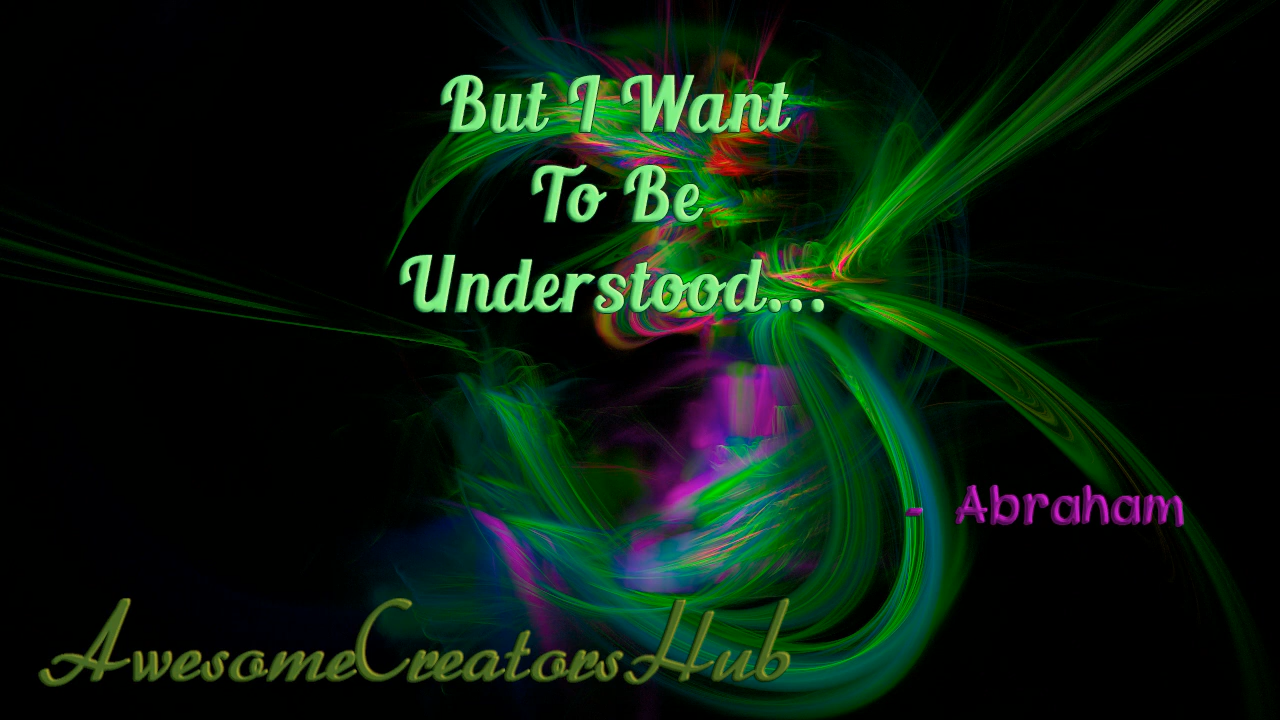 But I Want
To Be
Understood...
- Abraham
AwesomeCreatorsHub